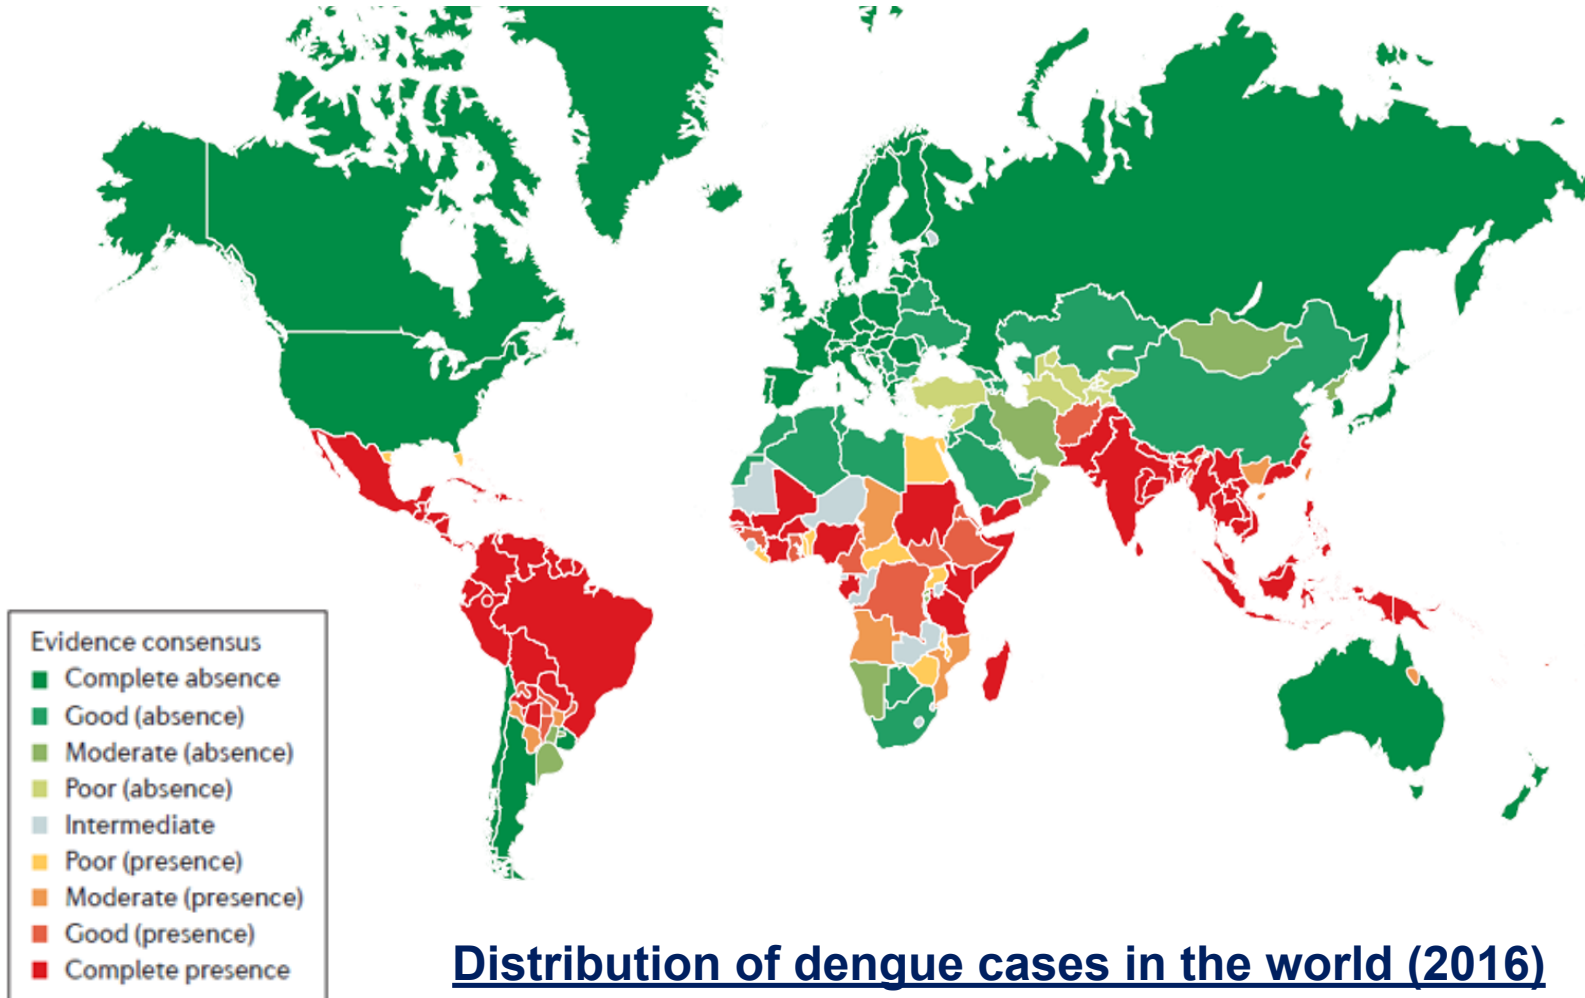 Evidence consensus
Complete absence
Good (absence)
Moderate (absence)
Poor (absence)
Intermediate
Poor (presence)
Moderate (presence)
Good (presence)
Complete presence
Distribution of dengue cases in the world (2016)